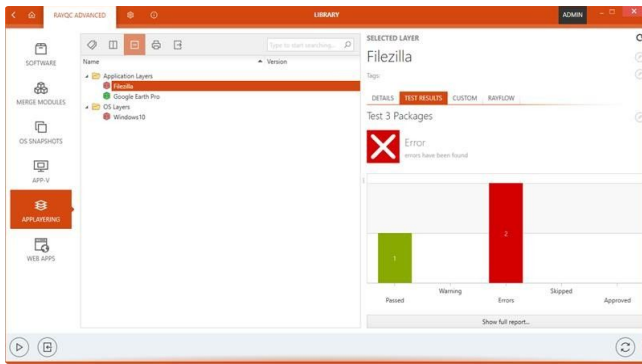 RAYQC ADVANCED
LIBRARY
ADMIN
SOFTWARE
MERGE MODULES
OS SNAPSHOTS
APP-V
APPLAYERING
WEB APPS
Type to start searching...
Name
Version
Application Layers
Filezilla
Google Earth Pro
OS Layers
Windows10
SELECTED LAYER
Filezilla
Tags:
DETAILS TEST RESULTS CUSTOM RAYFLOW
Test 3 Packages
Error
errors have been found
2
1
Passed Warning Errors Skipped Approved
Show full report...